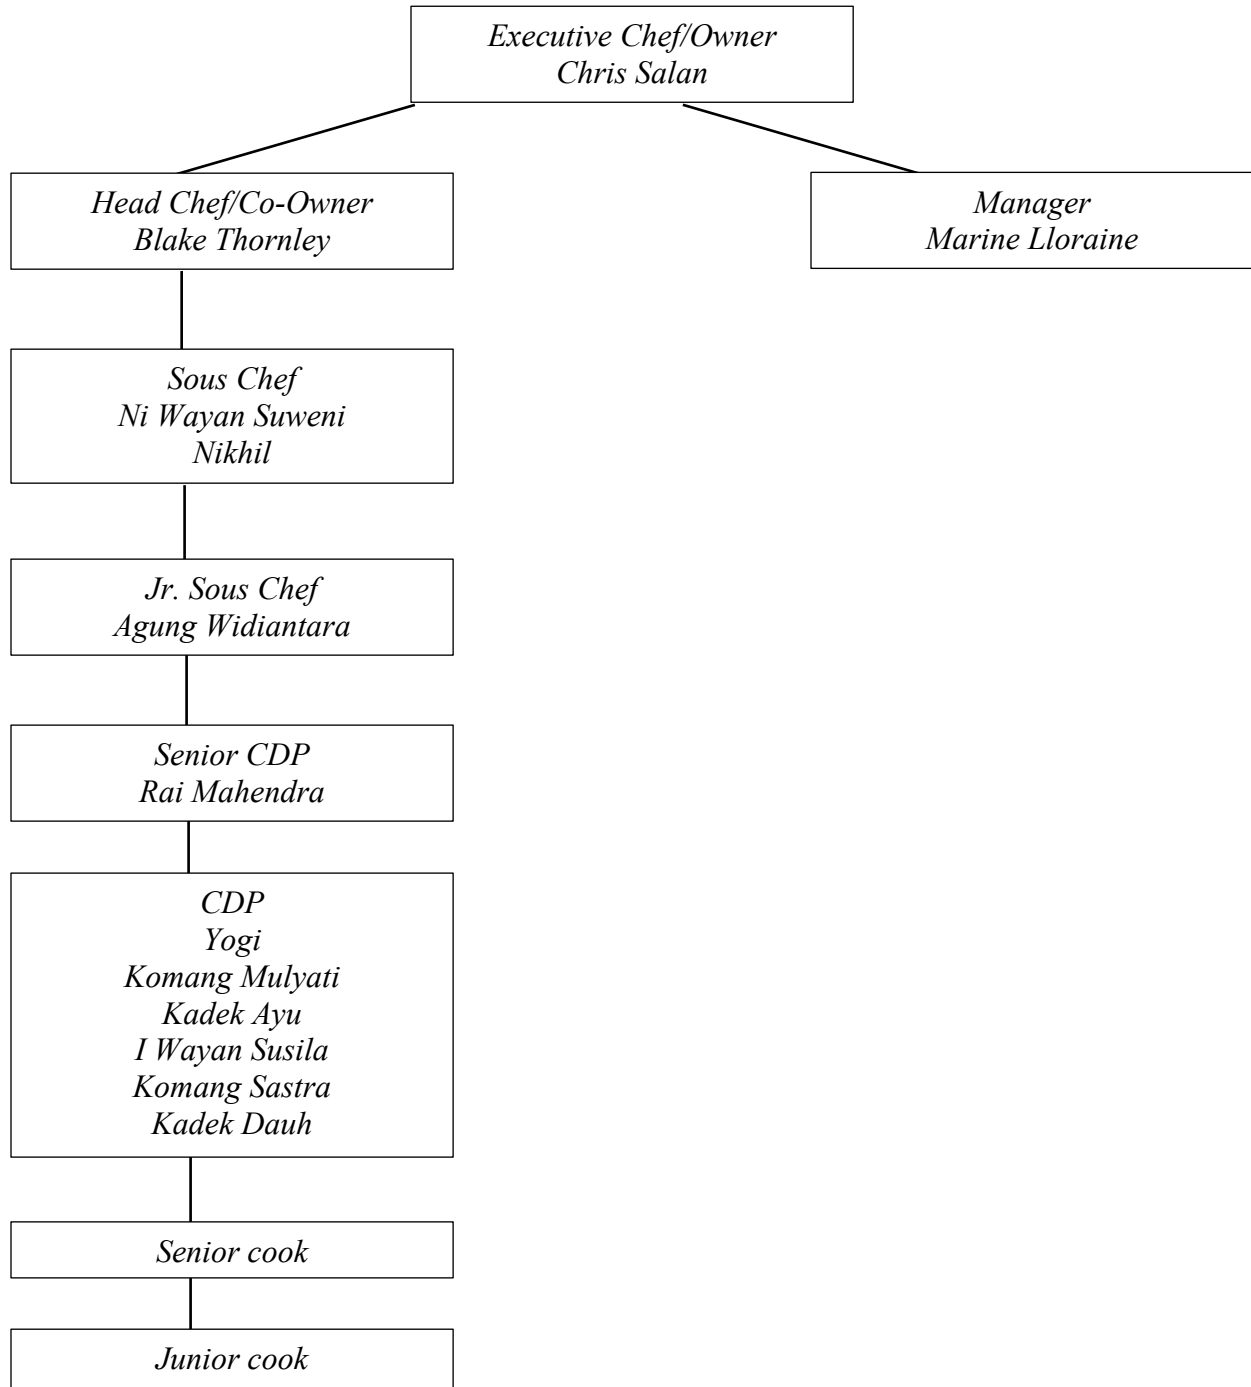 Executive Chef/Owner
Chris Salan
Head Chef/Co-Owner
Blake Thornley
Manager
Marine Lloraine
Sous Chef
Ni Wayan Suweni
Nikhil
Jr. Sous Chef
Agung Widiantara
Senior CDP
Rai Mahendra
CDP
Yogi
Komang Mulyati
Kadek Ayu
I Wayan Susila
Komang Sastra
Kadek Dauh
Senior cook
Junior cook